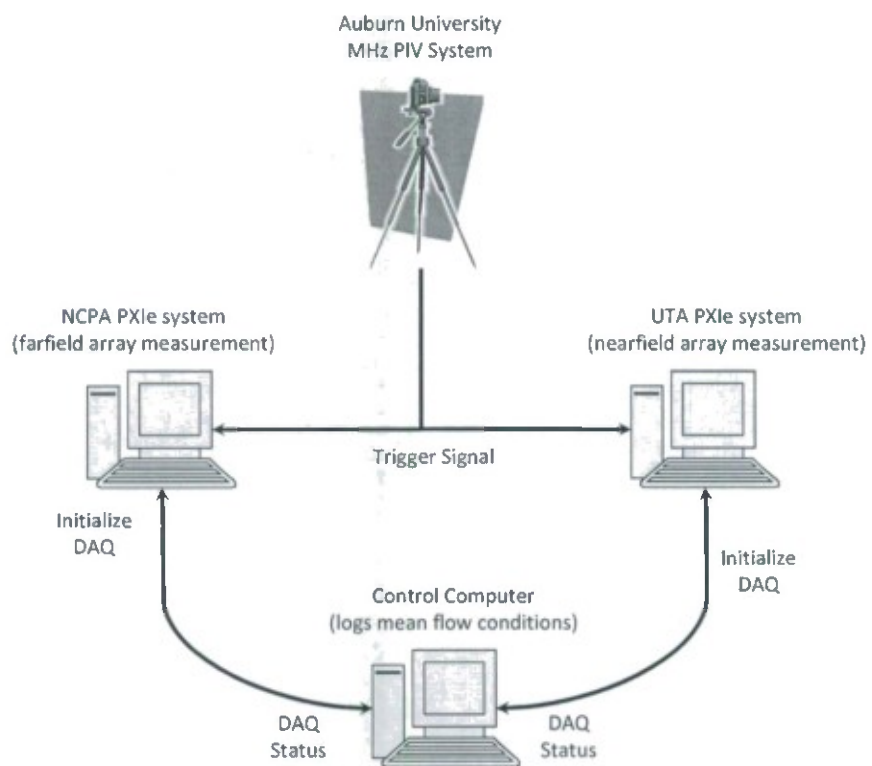 Auburn University
MHz PIV System
NCPA PXIe system
(farfield array measurement)
UTA PXIe system
(nearfield array measurement)
Trigger Signal
Initialize
DAQ
Initialize
DAQ
Control Computer
(logs mean flow conditions)
DAQ
Status
DAQ
Status